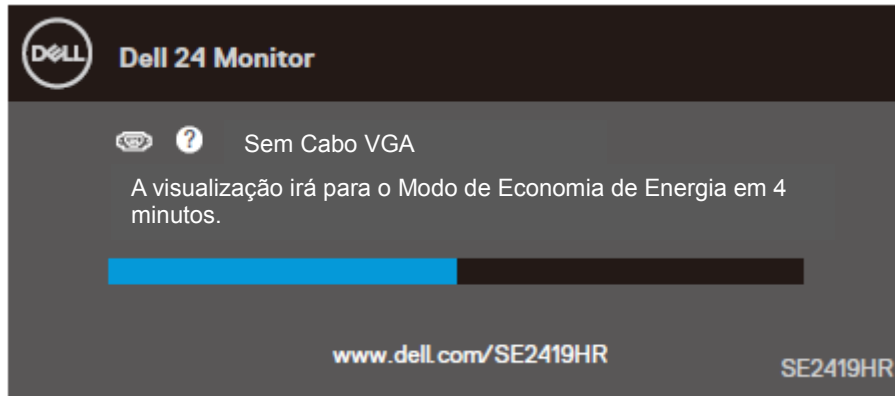 DELL
Dell 24 Monitor
? Sem Cabo VGA
A visualização irá para o Modo de Economia de Energia em 4
minutos.
www.dell.com/SE2419HR
SE2419HR